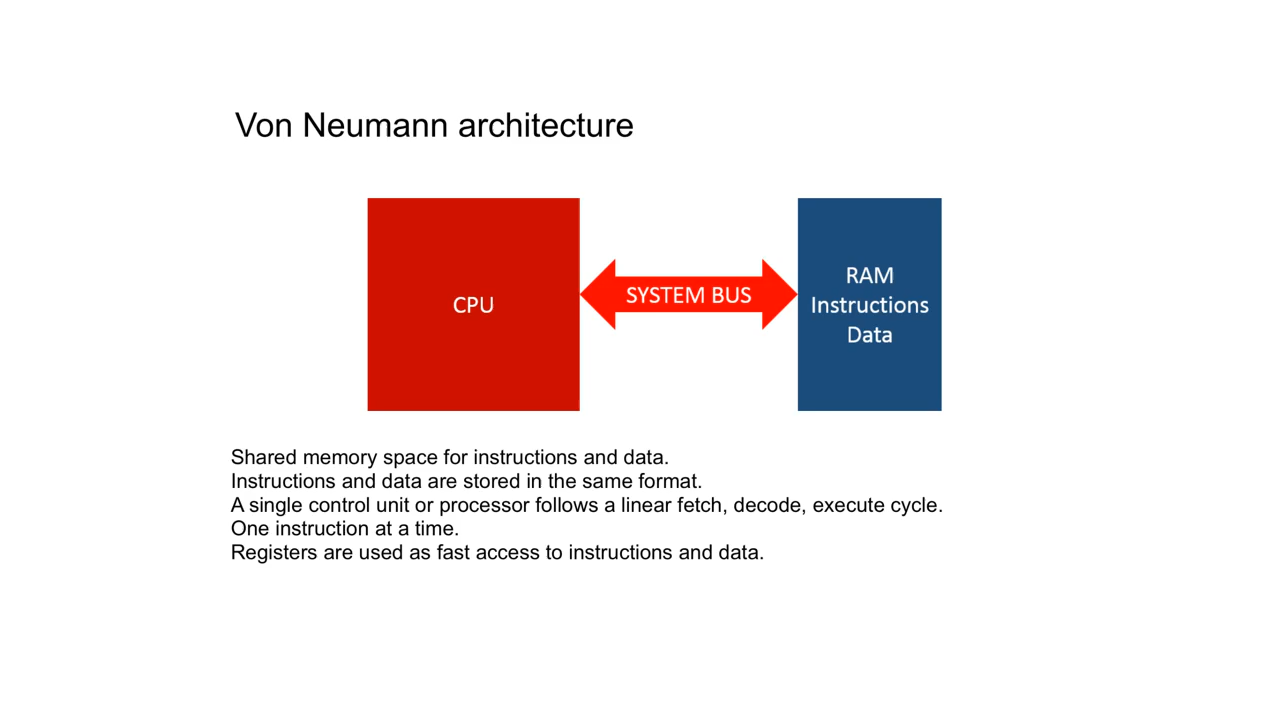 Von Neumann architecture
CPU
SYSTEM BUS
RAM
Instructions
Data
Shared memory space for instructions and data.
Instructions and data are stored in the same format.
A single control unit or processor follows a linear fetch, decode, execute cycle.
One instruction at a time.
Registers are used as fast access to instructions and data.